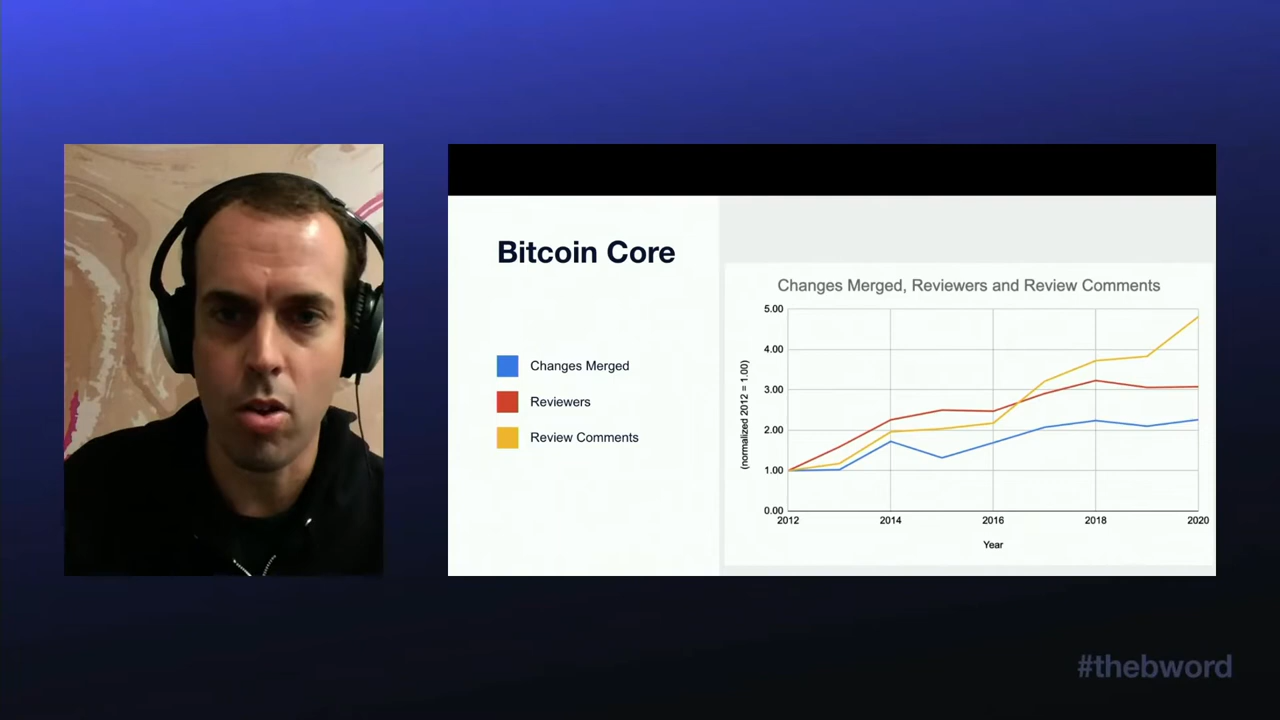 Bitcoin Core
Changes Merged
Reviewers
Review Comments
Changes Merged, Reviewers and Review Comments
(normalized 2012 = 1.00)
5.00
4.00
3.00
2.00
1.00
0.00
2012 2014 2016 2018 2020
Year
#thebword